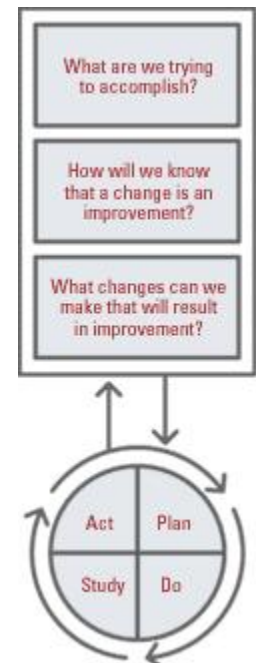 What are we trying
to accomplish?
How will we know
that a change is an
improvement?
What changes can we
make that will result
in improvement?
Act
Plan
Study
Do